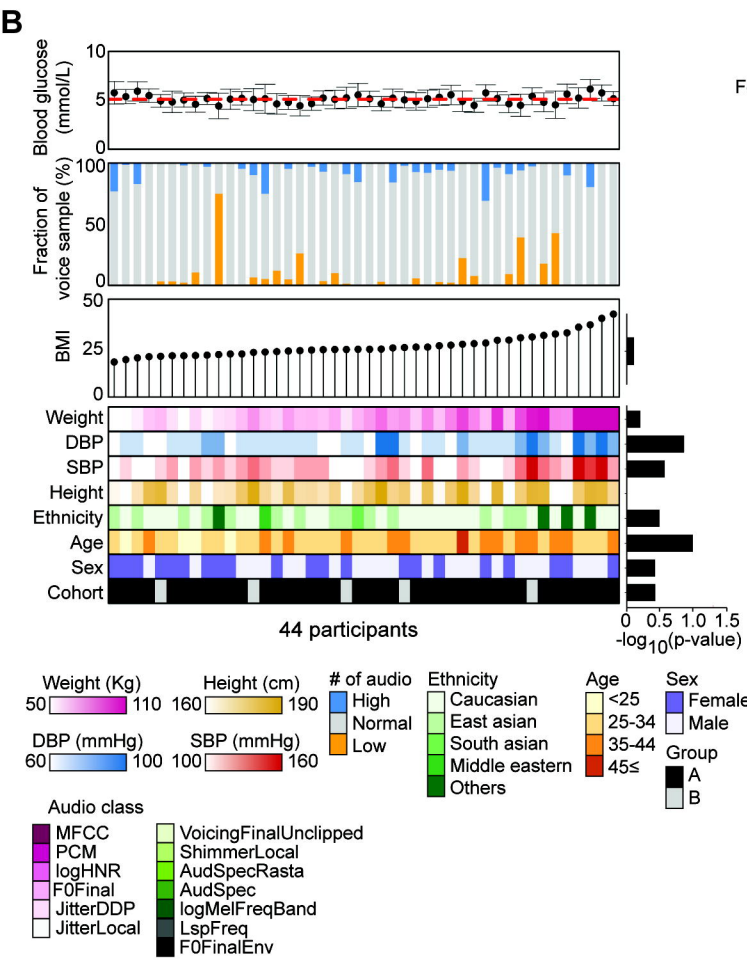 B
Blood glucose
(mmol/L)
10
5
0
F
Fraction of
voice sample (%)
100
50
0
BMI
50
25
0
Weight
DBP
SBP
Height
Ethnicity
Age
Sex
Cohort
0 0.5 1.0 1.5
-log10(p-value)
44 participants
Weight (Kg)
50 110
Height (cm)
160 190
DBP (mmHg)
60 100
SBP (mmHg)
100 160
# of audio
High
Normal
Low
Ethnicity
Caucasian
East asian
South asian
Middle eastern
Others
Age
<25
25-34
35-44
45≤
Sex
Female
Male
Group
A
B
Audio class
MFCC
PCM
logHNR
F0Final
JitterDDP
JitterLocal
VoicingFinalUnclipped
ShimmerLocal
AudSpecRasta
AudSpec
logMelFreqBand
LspFreq
F0FinalEnv